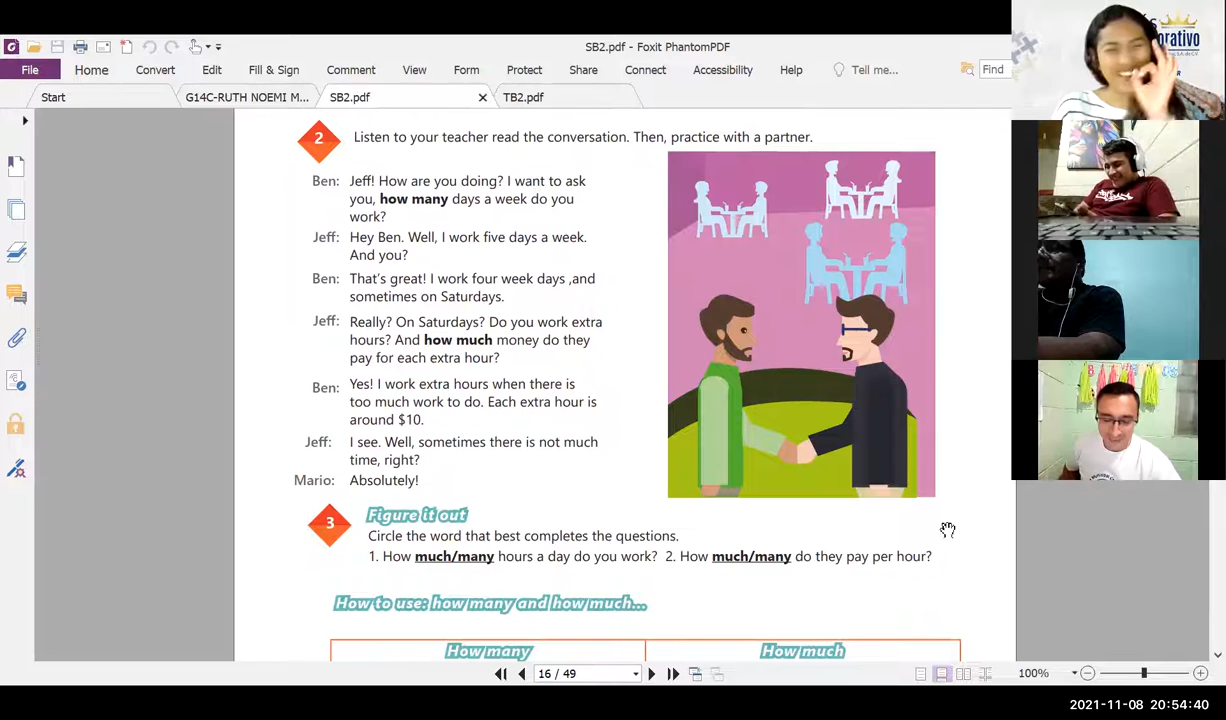 SB2.pdf - Foxit PhantomPDF
File Home Convert Edit Fill & Sign Comment View Form Protect Share Connect Accessibility Help Tell me... Find
Start G14C-RUTH NOEMI M... SB2.pdf TB2.pdf
2 Listen to your teacher read the conversation. Then, practice with a partner.
Ben: Jeff! How are you doing? I want to ask
you, how many days a week do you
work?
Jeff: Hey Ben. Well, I work five days a week.
And you?
Ben: That's great! I work four week days ,and
sometimes on Saturdays.
Jeff: Really? On Saturdays? Do you work extra
hours? And how much money do they
pay for each extra hour?
Ben: Yes! I work extra hours when there is
too much work to do. Each extra hour is
around $10.
Jeff: I see. Well, sometimes there is not much
time, right?
Mario: Absolutely!
3 Figure it out
Circle the word that best completes the questions.
1. How much/many hours a day do you work? 2. How much/many do they pay per hour?
How to use: how many and how much...
How many How much
16 / 49
100%
2021-11-08 20:54:40